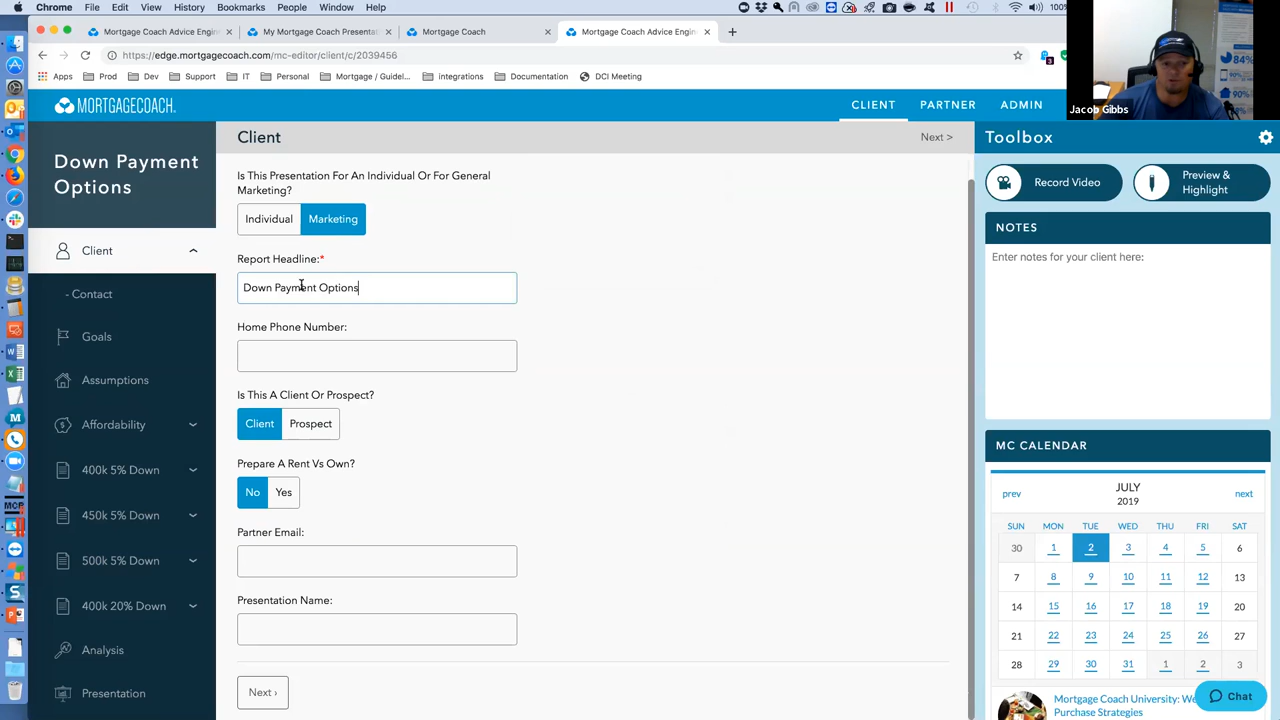 Chrome File Edit View History Bookmarks People Window Help
100%
Mortgage Coach Advice Engin
My Mortgage Coach Presentat
Mortgage Coach
Mortgage Coach Advice Engin
https://edge.mortgagecoach.com/mc-editor/client/c/2039456
Apps Prod Dev Support IT Personal Mortgage / Guidel... integrations Documentation DCI Meeting
84%
90%
Jacob Gibbs
MORTGAGECOACH
CLIENT PARTNER ADMIN
Down Payment
Options
Client
- Contact
Goals
Assumptions
Affordability
400k 5% Down
450k 5% Down
500k 5% Down
400k 20% Down
Analysis
Presentation
Client
Next >
Is This Presentation For An Individual Or For General
Marketing?
Individual Marketing
Report Headline:*
Down Payment Options
Home Phone Number:
Is This A Client Or Prospect?
Client Prospect
Prepare A Rent Vs Own?
No Yes
Partner Email:
Presentation Name:
Next ›
Toolbox
Record Video
Preview &
Highlight
NOTES
Enter notes for your client here:
MC CALENDAR
prev
JULY
2019
next
SUN MON TUE WED THU FRI SAT
30 1 2 3 4 5 6
7 8 9 10 11 12 13
14 15 16 17 18 19 20
21 22 23 24 25 26 27
28 29 30 31 1 2 3
Mortgage Coach University: We
Purchase Strategies
Chat